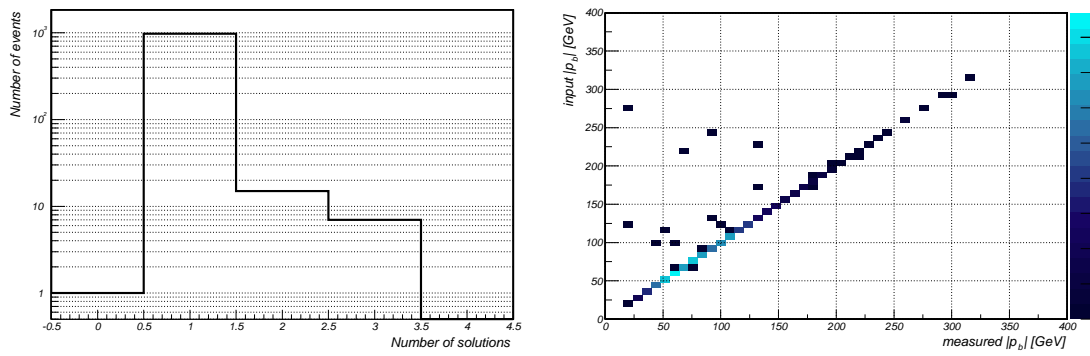 Number of events
10³
10²
10
1
-0.5 0 0.5 1 1.5 2 2.5 3 3.5 4 4.5
Number of solutions
input |p_b| [GeV]
400
350
300
250
200
150
100
50
0
0 50 100 150 200 250 300 350 400
measured |p_b| [GeV]